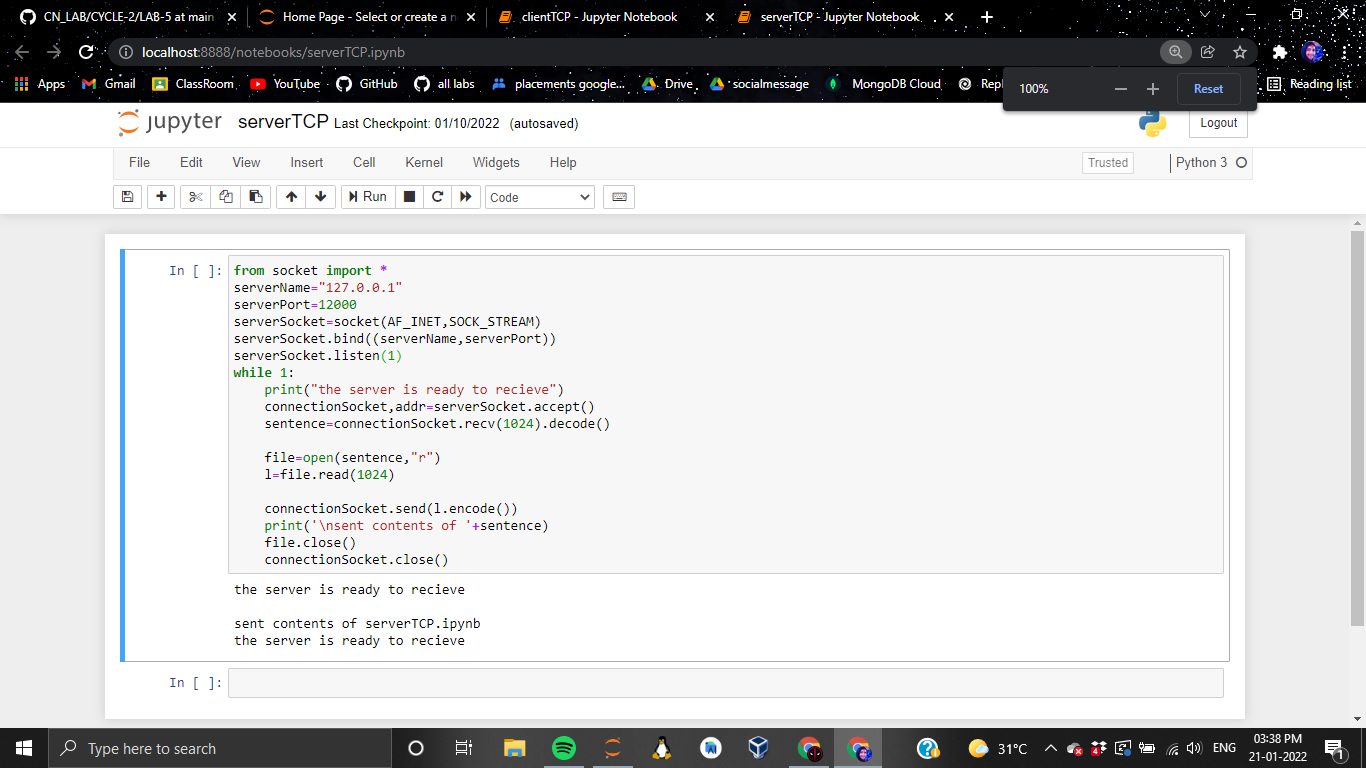 CN_LAB/CYCLE-2/LAB-5 at main
Home Page - Select or create a n
clientTCP - Jupyter Notebook
serverTCP - Jupyter Notebook
localhost:8888/notebooks/serverTCP.ipynb
Apps
Gmail
ClassRoom
YouTube
GitHub
all labs
placements google...
Drive
socialmessage
MongoDB Cloud
Repl
Reading list
100%
Reset
jupyter serverTCP Last Checkpoint: 01/10/2022 (autosaved)
Logout
File Edit View Insert Cell Kernel Widgets Help
Trusted
Python 3
Run
Code
In [ ]:
from socket import *
serverName="127.0.0.1"
serverPort=12000
serverSocket=socket(AF_INET,SOCK_STREAM)
serverSocket.bind((serverName,serverPort))
serverSocket.listen(1)
while 1:
    print("the server is ready to recieve")
    connectionSocket,addr=serverSocket.accept()
    sentence=connectionSocket.recv(1024).decode()
    file=open(sentence,"r")
    l=file.read(1024)
    connectionSocket.send(l.encode())
    print('\nsent contents of '+sentence)
    file.close()
    connectionSocket.close()
the server is ready to recieve
sent contents of serverTCP.ipynb
the server is ready to recieve
In [ ]:
Type here to search
31°C
4
ENG
03:38 PM
21-01-2022
1